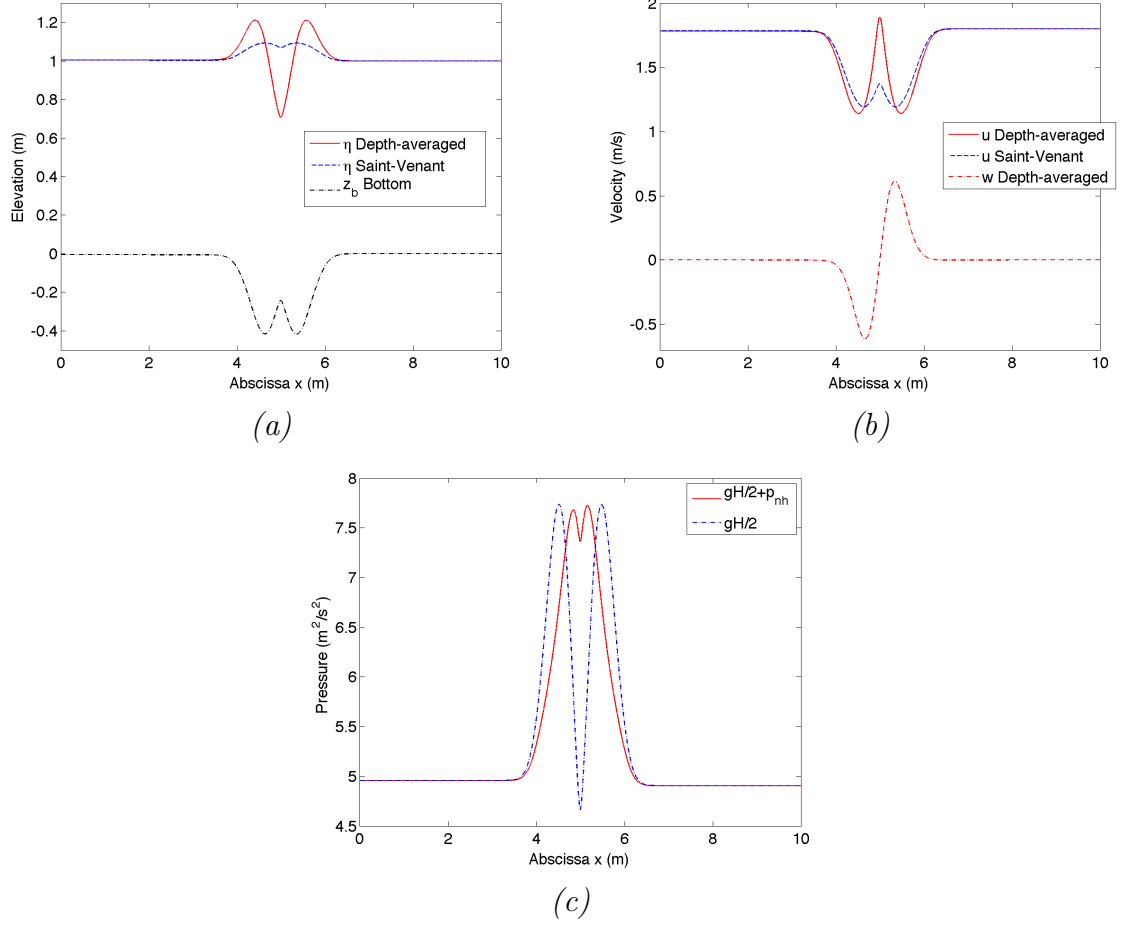 1.2
1
0.8
0.6
0.4
0.2
0
-0.2
-0.4
Elevation (m)
η Depth-averaged
η Saint-Venant
z_b Bottom
0 2 4 6 8 10
Abscissa x (m)
(a)
2
1.5
1
0.5
0
-0.5
Velocity (m/s)
u Depth-averaged
u Saint-Venant
w Depth-averaged
0 2 4 6 8 10
Abscissa x (m)
(b)
8
7.5
7
6.5
6
5.5
5
4.5
Pressure (m²/s²)
gH/2+p_nh
gH/2
0 2 4 6 8 10
Abscissa x (m)
(c)